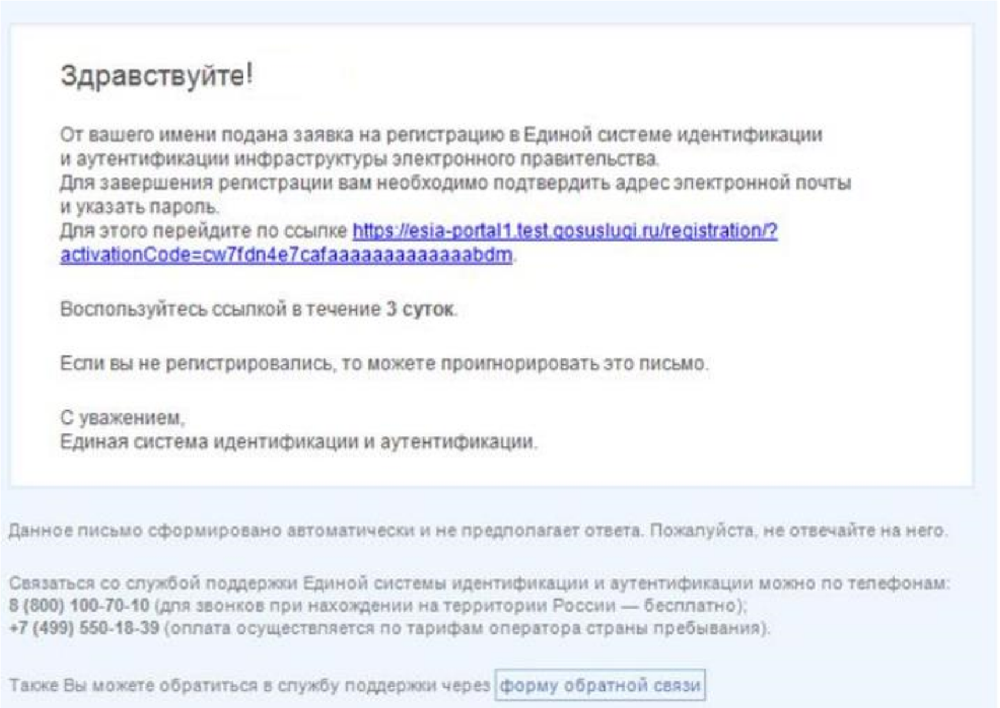 Здравствуйте!
От вашего имени подана заявка на регистрацию в Единой системе идентификации
и аутентификации инфраструктуры электронного правительства.
Для завершения регистрации вам необходимо подтвердить адрес электронной почты
и указать пароль.
Для этого перейдите по ссылке https://esia-portal1.test.gosuslugi.ru/registration/?
activationCode=cw7fdn4e7cafaaaaaaaaaaaaaabdm.
Воспользуйтесь ссылкой в течение 3 суток.
Если вы не регистрировались, то можете проигнорировать это письмо.
С уважением,
Единая система идентификации и аутентификации.
Данное письмо сформировано автоматически и не предполагает ответа. Пожалуйста, не отвечайте на него.
Связаться со службой поддержки Единой системы идентификации и аутентификации можно по телефонам:
8 (800) 100-70-10 (для звонков при нахождении на территории России — бесплатно);
+7 (499) 550-18-39 (оплата осуществляется по тарифам оператора страны пребывания).
Также Вы можете обратиться в службу поддержки через форму обратной связи